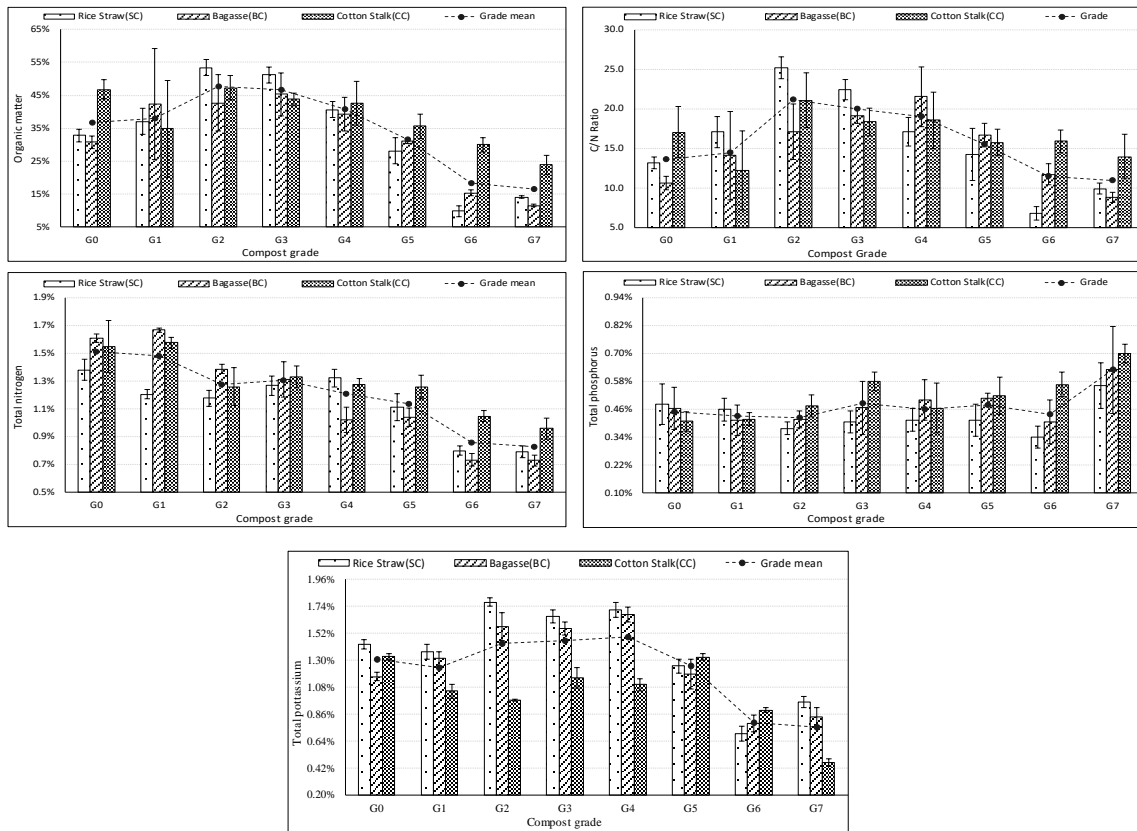 Rice Straw(SC) Bagasse(BC) Cotton Stalk(CC) Grade mean
65%
55%
45%
35%
25%
15%
5%
Organic matter
G0 G1 G2 G3 G4 G5 G6 G7
Compost grade
Rice Straw(SC) Bagasse(BC) Cotton Stalk(CC) Grade
30.0
25.0
20.0
15.0
10.0
5.0
C/N Ratio
G0 G1 G2 G3 G4 G5 G6 G7
Compost Grade
Rice Straw(SC) Bagasse(BC) Cotton Stalk(CC) Grade mean
1.9%
1.7%
1.5%
1.3%
1.1%
0.9%
0.7%
0.5%
Total nitrogen
G0 G1 G2 G3 G4 G5 G6 G7
Compost grade
Rice Straw(SC) Bagasse(BC) Cotton Stalk(CC) Grade
0.94%
0.82%
0.70%
0.58%
0.46%
0.34%
0.22%
0.10%
Total phosphorus
G0 G1 G2 G3 G4 G5 G6 G7
Compost grade
Rice Straw(SC) Bagasse(BC) Cotton Stalk(CC) Grade mean
1.96%
1.74%
1.52%
1.30%
1.08%
0.86%
0.64%
0.42%
0.20%
Total pottassium
G0 G1 G2 G3 G4 G5 G6 G7
Compost grade